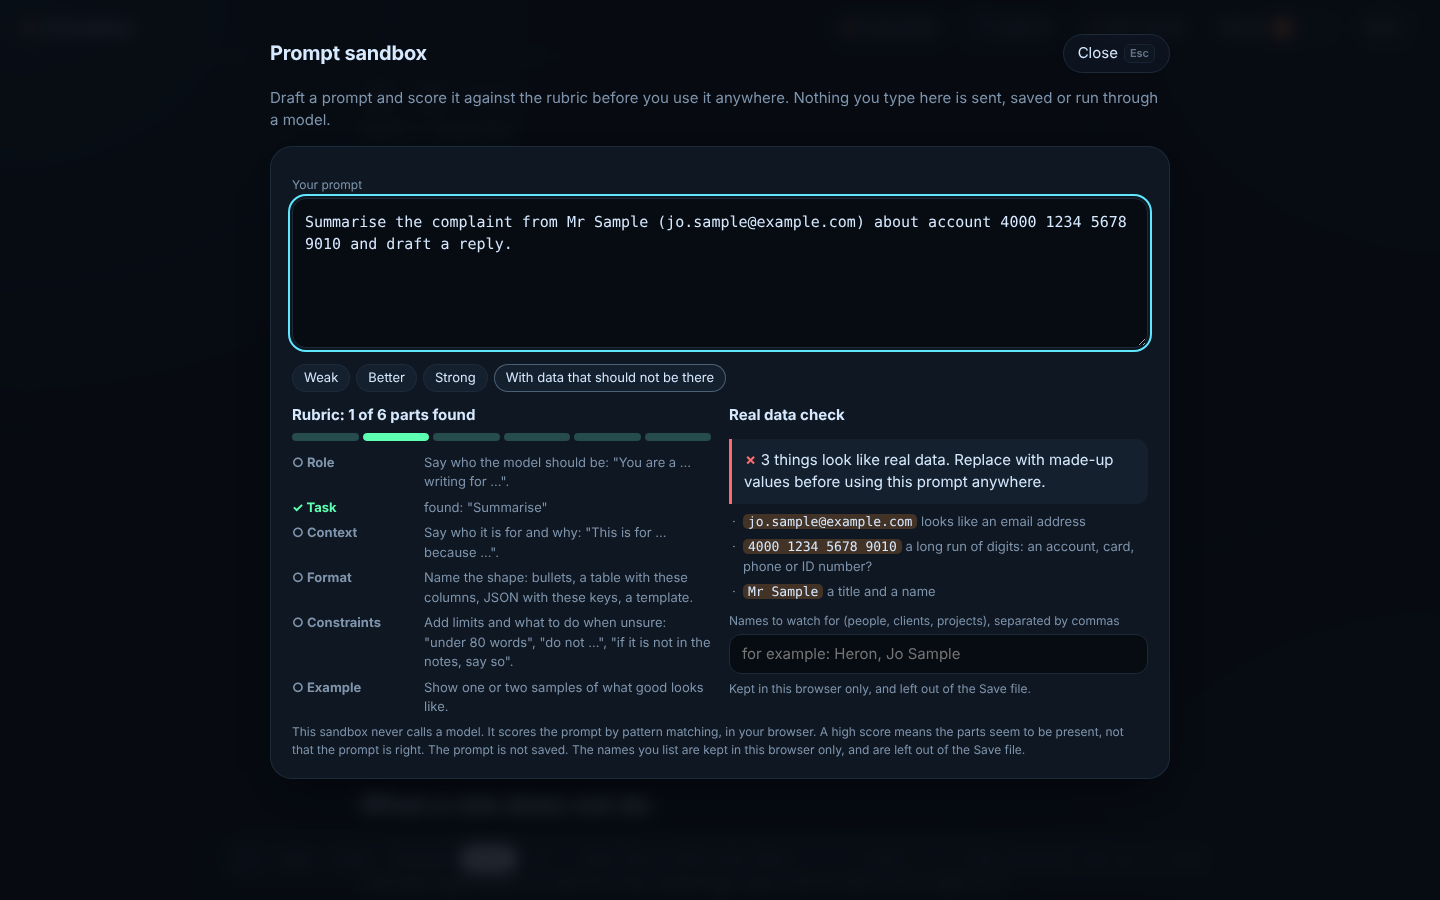 Prompt sandbox
Close Esc
Draft a prompt and score it against the rubric before you use it anywhere. Nothing you type here is sent, saved or run through
a model.
Your prompt
Summarise the complaint from Mr Sample (jo.sample@example.com) about account 4000 1234 5678
9010 and draft a reply.
Weak Better Strong With data that should not be there
Rubric: 1 of 6 parts found
Role
Say who the model should be: "You are a ...
writing for ...".
✓ Task
found: "Summarise"
Context
Say who it is for and why: "This is for ...
because ...".
Format
Name the shape: bullets, a table with these
columns, JSON with these keys, a template.
Constraints
Add limits and what to do when unsure:
"under 80 words", "do not ...", "if it is not in the
notes, say so".
Example
Show one or two samples of what good looks
like.
Real data check
× 3 things look like real data. Replace with made-up
values before using this prompt anywhere.
· jo.sample@example.com looks like an email address
· 4000 1234 5678 9010 a long run of digits: an account, card,
phone or ID number?
· Mr Sample a title and a name
Names to watch for (people, clients, projects), separated by commas
for example: Heron, Jo Sample
Kept in this browser only, and left out of the Save file.
This sandbox never calls a model. It scores the prompt by pattern matching, in your browser. A high score means the parts seem to be present, not
that the prompt is right. The prompt is not saved. The names you list are kept in this browser only, and are left out of the Save file.